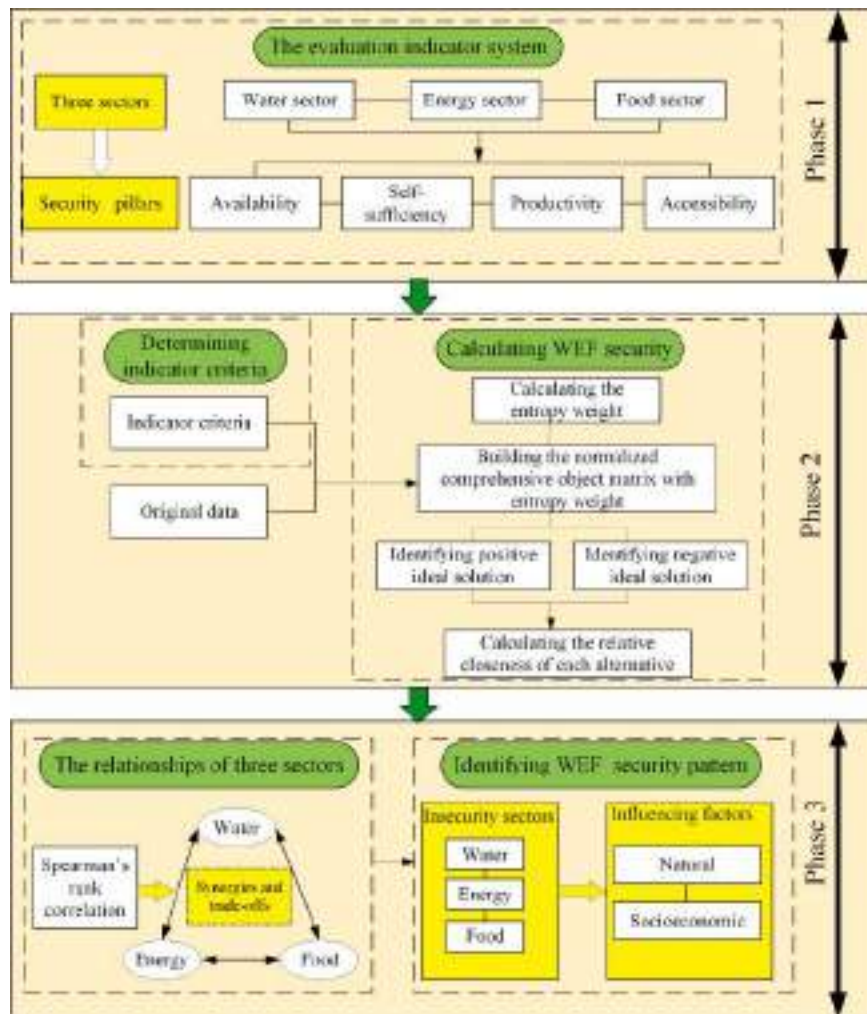 The evaluation indicator system
Three sectors
Water sector
Energy sector
Food sector
Security pillars
Availability
Self-
sufficiency
Productivity
Accessibility
Phase 1
Determining
indicator criteria
Indicator criteria
Original data
Calculating WEF security
Calculating the
entropy weight
Building the normalized
comprehensive object matrix with
entropy weight
Identifying positive
ideal solution
Identifying negative
ideal solution
Calculating the relative
closeness of each alternative
Phase 2
The relationships of three sectors
Spearman's
rank
correlation
Synergies and
trade-offs
Water
Energy
Food
Identifying WEF security pattern
Insecurity sectors
Water
Energy
Food
Influencing factors
Natural
Socioeconomic
Phase 3